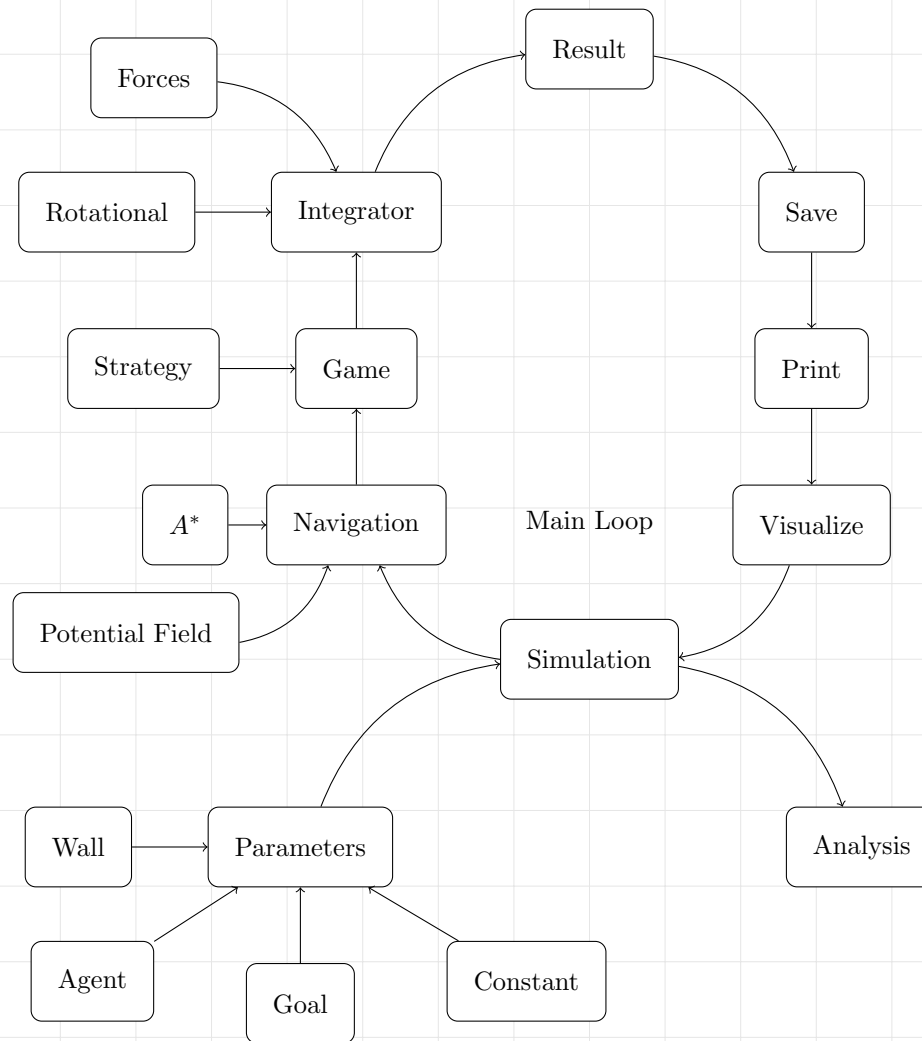 Result
Forces
Rotational
Integrator
Save
Strategy
Game
Print
A*
Navigation
Main Loop
Visualize
Potential Field
Simulation
Wall
Parameters
Analysis
Agent
Goal
Constant